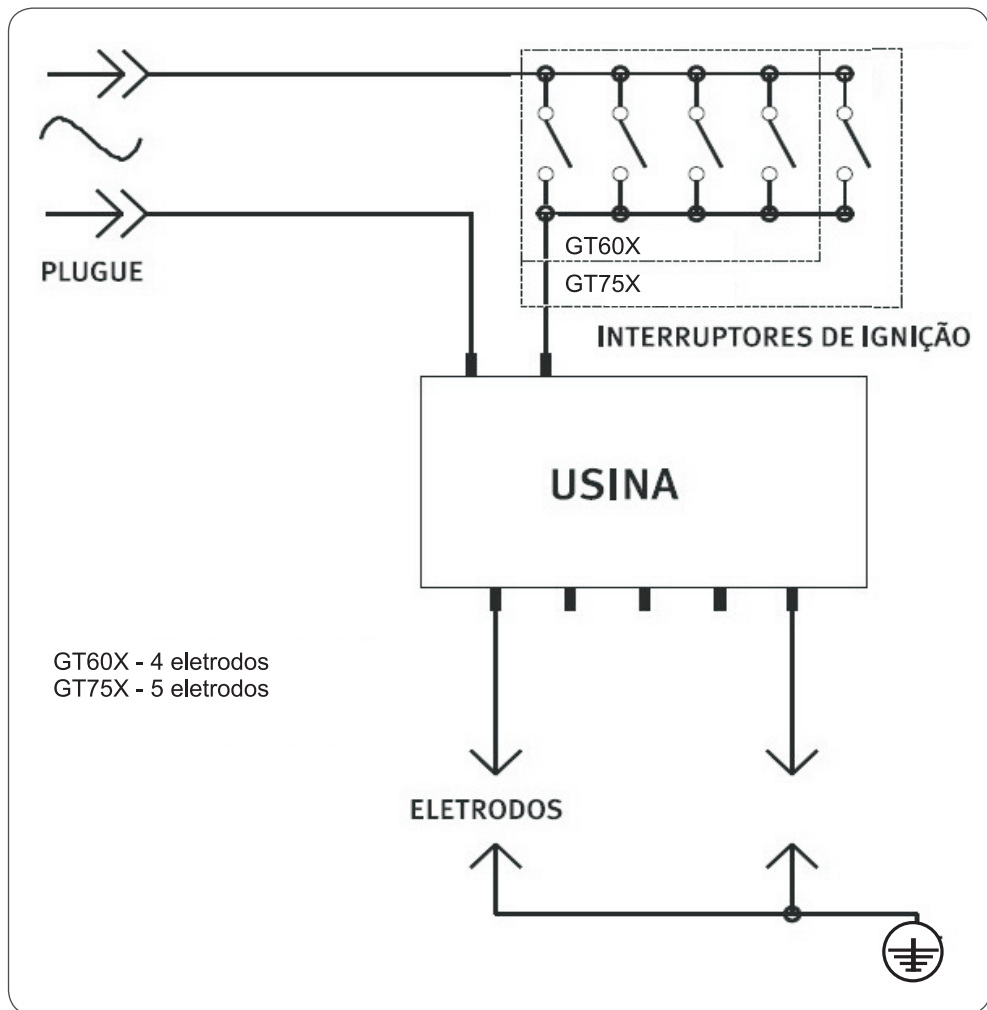 GT60X
PLUGUE
GT75X
INTERRUPTORES DE IGNIÇÃO
USINA
GT60X - 4 eletrodos
GT75X - 5 eletrodos
ELETRODOS